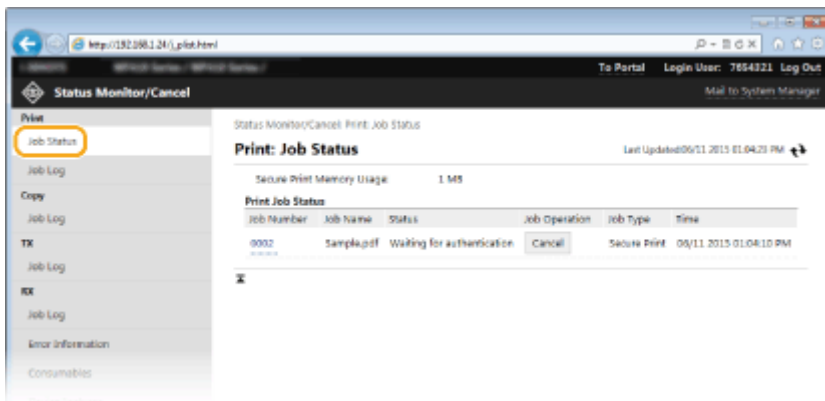 http://192.168.1.24/j_plist.html
To Portal Login User: 7654321 Log Out
Status Monitor/Cancel
Mail to System Manager
Print
Job Status
Job Log
Copy
Job Log
TX
Job Log
RX
Job Log
Error Information
Consumables
Status Monitor/Cancel: Print: Job Status
Print: Job Status
Last Updated:06/11 2015 01:04:23 PM
Secure Print Memory Usage: 1 MB
Print Job Status
Job Number Job Name Status Job Operation Job Type Time
0002 Sample.pdf Waiting for authentication Cancel Secure Print 06/11 2015 01:04:10 PM